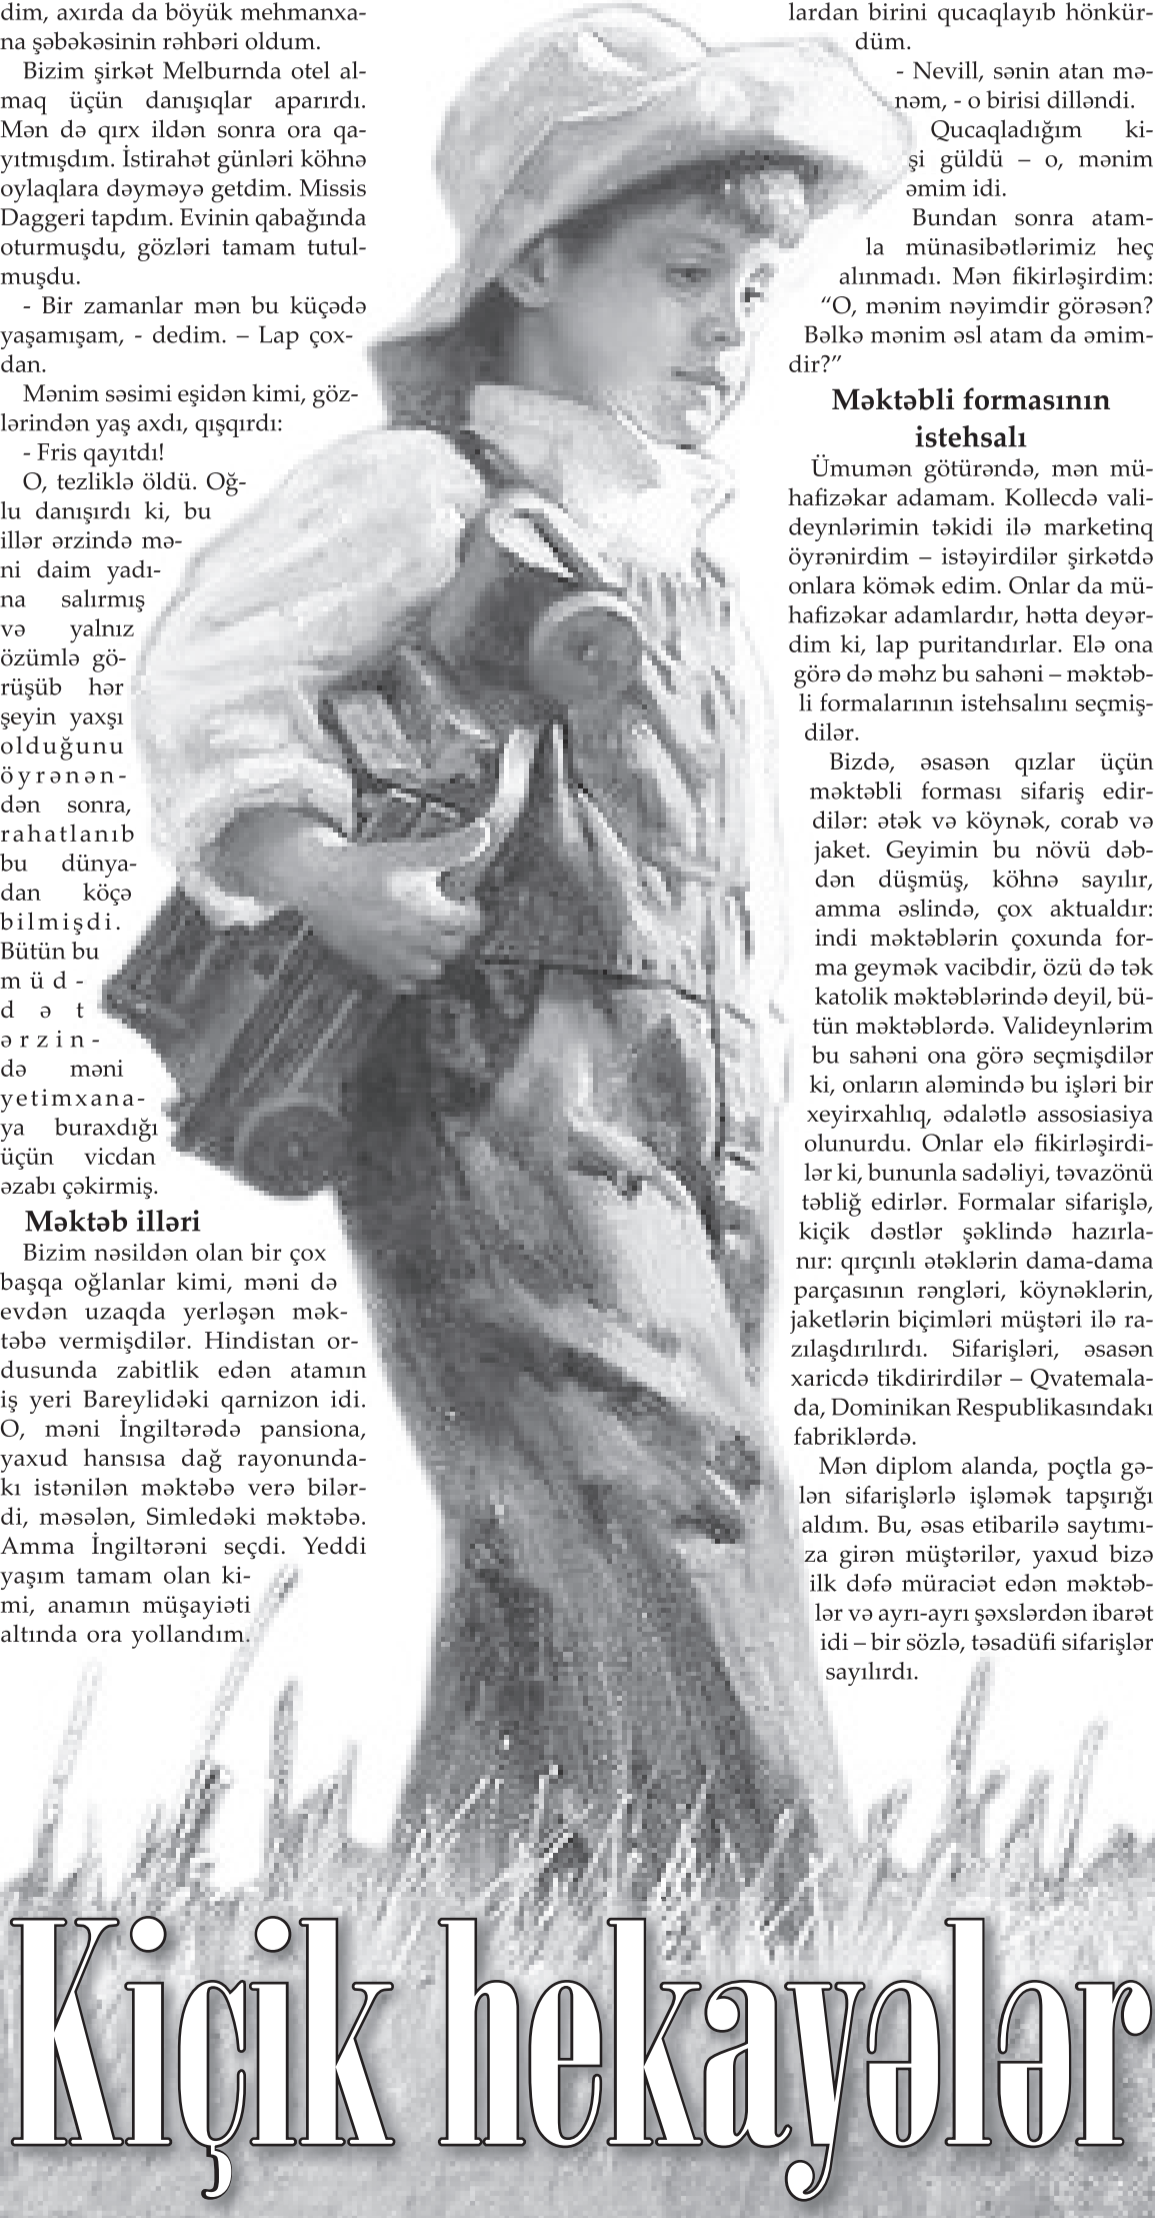 dim, axırda da böyük mehmanxa-
na şəbəkəsinin rəhbəri oldum.
Bizim şirkət Melburnda otel al-
maq üçün danışıqlar aparırdı.
Mən də qırx ildən sonra ora qa-
yıtmışdım. İstirahət günləri köhnə
oylaqlara dəyməyə getdim. Missis
Daggeri tapdım. Evinin qabağında
oturmuşdu, gözləri tamam tutul-
muşdu.
- Bir zamanlar mən bu küçədə
yaşamışam, - dedim. – Lap çox-
dan.
Mənim səsimi eşidən kimi, göz-
lərindən yaş axdı, qışqırdı:
- Fris qayıtdı!
O, tezliklə öldü. Oğ-
lu danışırdı ki, bu
illər ərzində mə-
ni daim yadı-
na salırmış
və yalnız
özümlə gö-
rüşüb hər
şeyin yaxşı
olduğunu
öyrənən-
dən sonra,
rahatlanıb
bu dünya-
dan köçə
bilmişdi.
Bütün bu
müd-
dət
ərzin-
də məni
yetimxana-
ya buraxdığı
üçün vicdan
əzabı çəkirmiş.
Məktəb illəri
Bizim nəsildən olan bir çox
başqa oğlanlar kimi, məni də
evdən uzaqda yerləşən mək-
təbə vermişdilər. Hindistan or-
dusunda zabitlik edən atamın
iş yeri Bareylidəki qarnizon idi.
O, məni İngiltərədə pansiona,
yaxud hansısa dağ rayonunda-
kı istənilən məktəbə verə bilər-
di, məsələn, Simledəki məktəbə.
Amma İngiltərəni seçdi. Yeddi
yaşım tamam olan ki-
mi, anamın müşayiəti
altında ora yollandım.
lardan birini qucaqlayıb hönkür-
düm.
- Nevill, sənin atan mə-
nəm, - o birisi dilləndi.
Qucaqladığım ki-
şi güldü – o, mənim
əmim idi.
Bundan sonra atam-
la münasibətlərimiz heç
alınmadı. Mən fikirləşirdim:
“O, mənim nəyimdir görəsən?
Bəlkə mənim əsl atam da əmim-
dir?”
Məktəbli formasının
istehsalı
Ümumən götürəndə, mən mü-
hafizəkar adamam. Kollecdə vali-
deynlərimin təkidi ilə marketinq
öyrənirdim – istəyirdilər şirkətdə
onlara kömək edim. Onlar da mü-
hafizəkar adamlardır, hətta deyər-
dim ki, lap puritandırlar. Elə ona
görə də məhz bu sahəni – məktəb-
li formalarının istehsalını seçmiş-
dilər.
Bizdə, əsasən qızlar üçün
məktəbli forması sifariş edir-
dilər: ətək və köynək, corab və
jaket. Geyimin bu növü dəb-
dən düşmüş, köhnə sayılır,
amma əslində, çox aktualdır:
indi məktəblərin çoxunda for-
ma geymək vacibdir, özü də tək
katolik məktəblərində deyil, bü-
tün məktəblərdə. Valideynlərim
bu sahəni ona görə seçmişdilər
ki, onların aləmində bu işləri bir
xeyirxahlıq, ədalətlə assosiasiya
olunurdu. Onlar elə fikirləşirdi-
lər ki, bununla sadəliyi, təvazönü
təbliğ edirlər. Formalar sifarişlə,
kiçik dəstlər şəklində hazırla-
nır: qırçınlı ətəklərin dama-dama
parçasının rəngləri, köynəklərin,
jaketlərin biçimləri müştəri ilə ra-
zılaşdırılırdı. Sifarişləri, əsasən
xaricdə tikdirirdilər – Qvatemala-
da, Dominikan Respublikasındakı
fabriklərdə.
Mən diplom alanda, poçtla gə-
lən sifarişlərlə işləmək tapşırığı
aldım. Bu, əsas etibarilə saytımı-
za girən müştərilər, yaxud bizə
ilk dəfə müraciət edən məktəb-
lər və ayrı-ayrı şəxslərdən ibarət
idi – bir sözlə, təsadüfi sifarişlər
sayılırdı.
Kiçik hekayələr